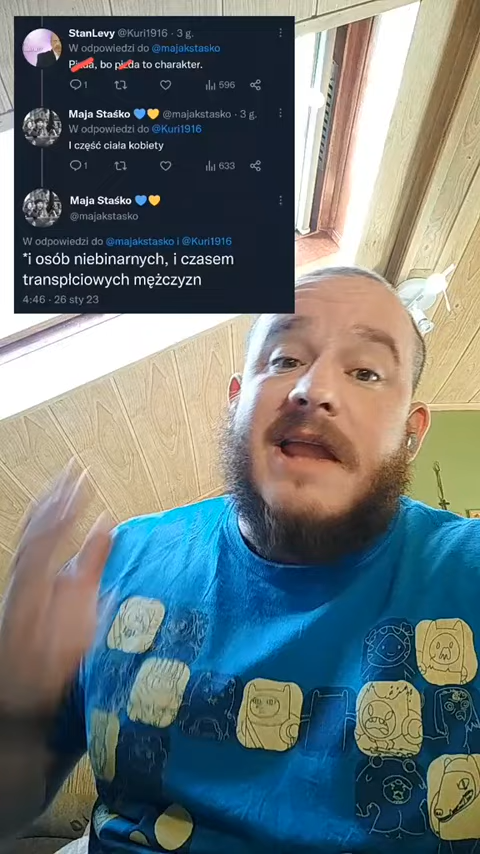 StanLevy @Kuri1916 · 3 g.
W odpowiedzi do @majakstasko
Pizda, bo pizda to charakter.
1 596
Maja Staśko 💙💛 @majakstasko · 3 g.
W odpowiedzi do @Kuri1916
I część ciała kobiety
1 633
Maja Staśko 💙💛
@majakstasko
W odpowiedzi do @majakstasko i @Kuri1916
*i osób niebinarnych, i czasem
transpłciowych mężczyzn
4:46 · 26 sty 23